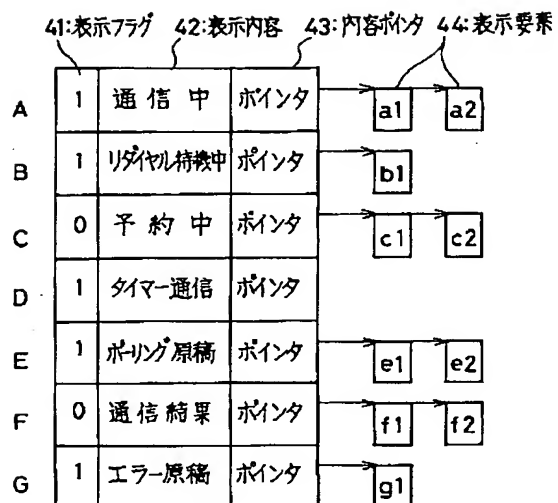 41:表示フラグ 42:表示内容 43:内容ポインタ 44:表示要素
A 1 通信中 ポインタ a1 a2
B 1 リダイヤル待機中 ポインタ b1
C 0 予約中 ポインタ c1 c2
D 1 タイマー通信 ポインタ
E 1 ポーリング原稿 ポインタ e1 e2
F 0 通信結果 ポインタ f1 f2
G 1 エラー原稿 ポインタ g1